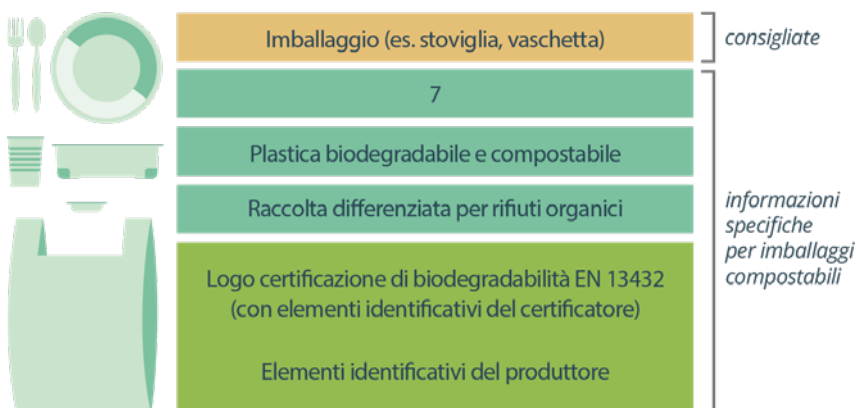 Imballaggio (es. stoviglia, vaschetta)
consigliate
7
Plastica biodegradabile e compostabile
Raccolta differenziata per rifiuti organici
Logo certificazione di biodegradabilità EN 13432
(con elementi identificativi del certificatore)
Elementi identificativi del produttore
informazioni
specifiche
per imballaggi
compostabili